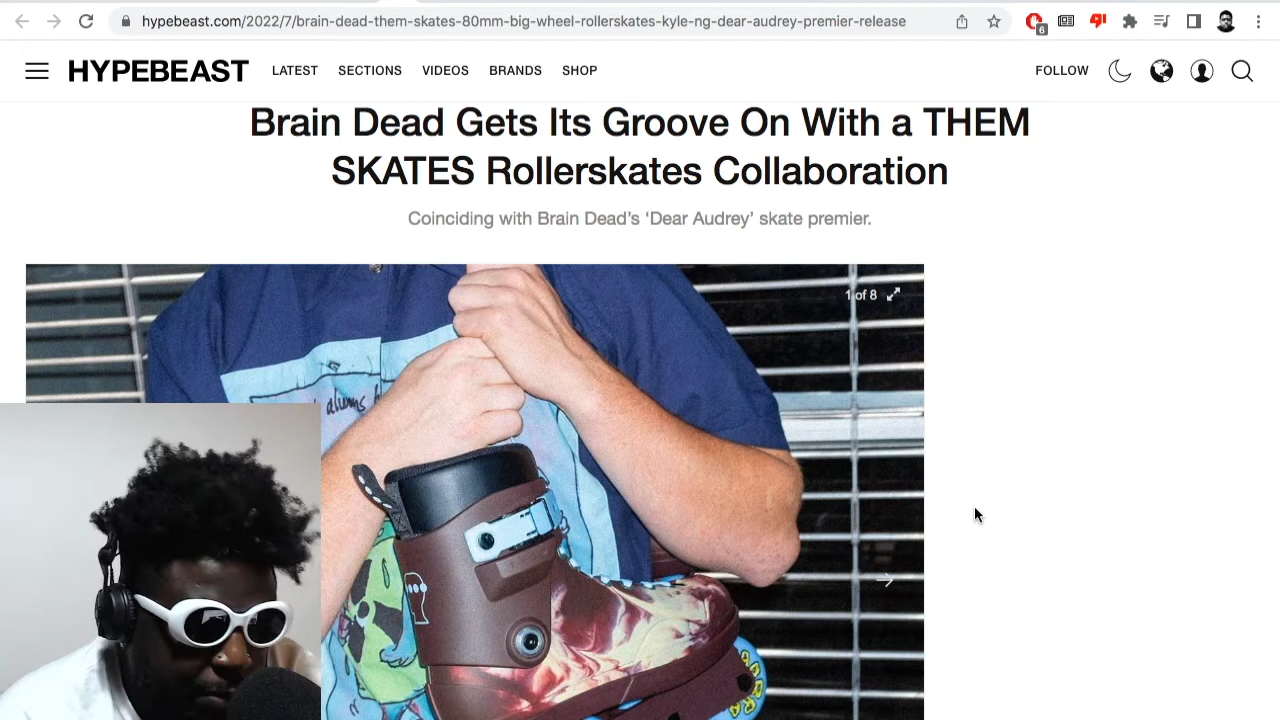 hypebeast.com/2022/7/brain-dead-them-skates-80mm-big-wheel-rollerskates-kyle-ng-dear-audrey-premier-release
6
HYPEBEAST LATEST SECTIONS VIDEOS BRANDS SHOP FOLLOW
Brain Dead Gets Its Groove On With a THEM
SKATES Rollerskates Collaboration
Coinciding with Brain Dead’s ‘Dear Audrey’ skate premier.
1 of 8
always